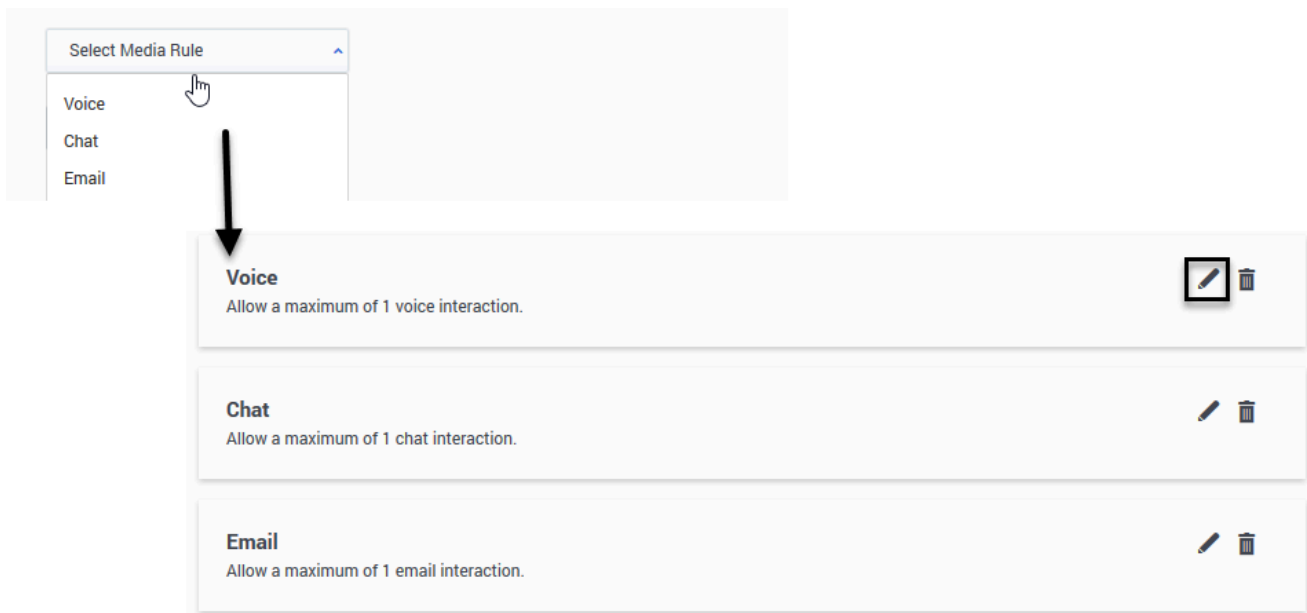 Select Media Rule
Voice
Chat
Email
Voice
Allow a maximum of 1 voice interaction.
Chat
Allow a maximum of 1 chat interaction.
Email
Allow a maximum of 1 email interaction.